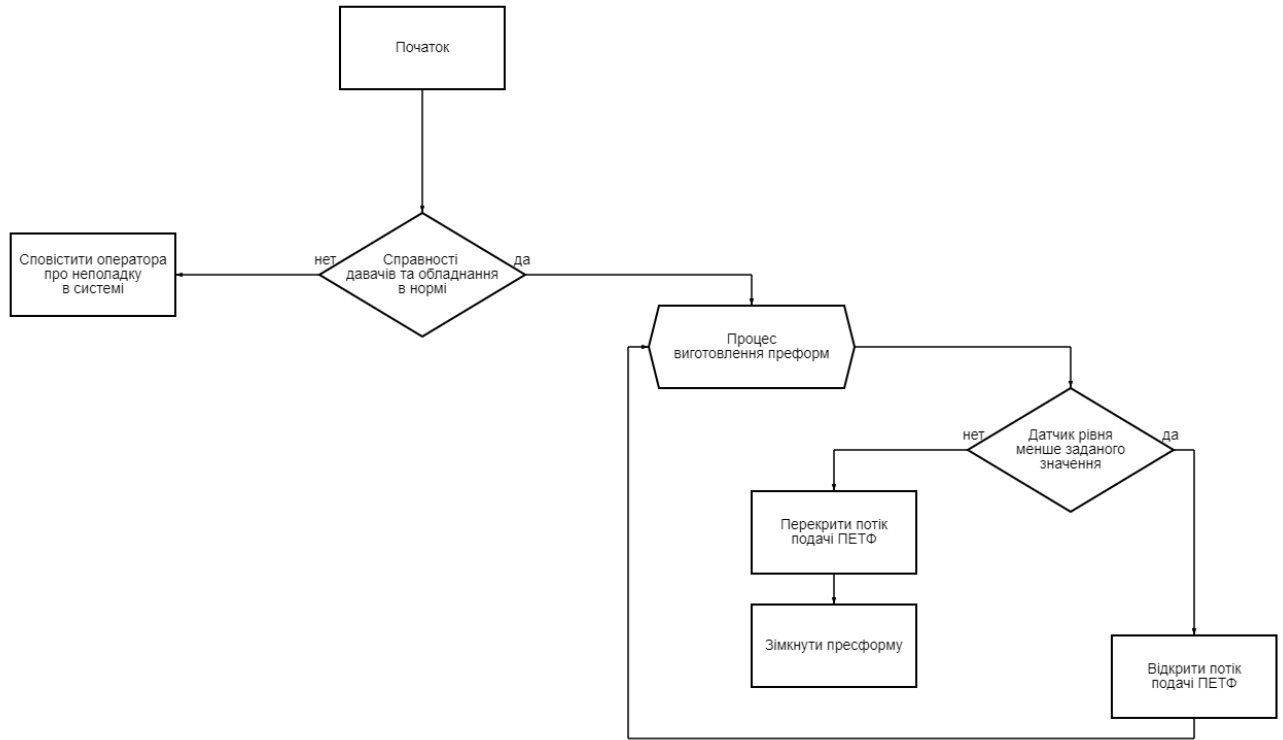 Початок
Сповістити оператора
про неполадку
в системі
нет
Справності
давачів та обладнання
в нормі
да
Процес
виготовлення преформ
нет
Датчик рівня
менше заданого
значення
да
Перекрити потік
подачі ПЕТФ
Зімкнути пресформу
Відкрити потік
подачі ПЕТФ